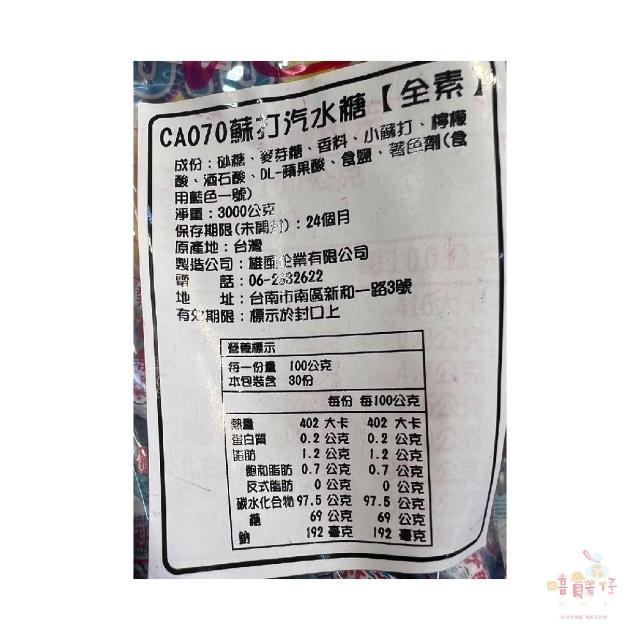 CA070蘇打汽水糖【全素】
成份：砂糖、麥芽糖、香料、小蘇打、檸檬
酸、酒石酸、DL-蘋果酸、食鹽、著色劑(食
用藍色一號)
淨重：3000公克
保存期限(未開封)：24個月
原產地：台灣
製造公司：雄風企業有限公司
電　　話：06-2632622
地　　址：台南市南區新和一路3號
有效期限：標示於封口上
營養標示
每一份量 100公克
本包裝含 30份
每份 每100公克
熱量 402 大卡 402 大卡
蛋白質 0.2 公克 0.2 公克
脂肪 1.2 公克 1.2 公克
飽和脂肪 0.7 公克 0.7 公克
反式脂肪 0 公克 0 公克
碳水化合物 97.5 公克 97.5 公克
糖 69 公克 69 公克
鈉 192 毫克 192 毫克